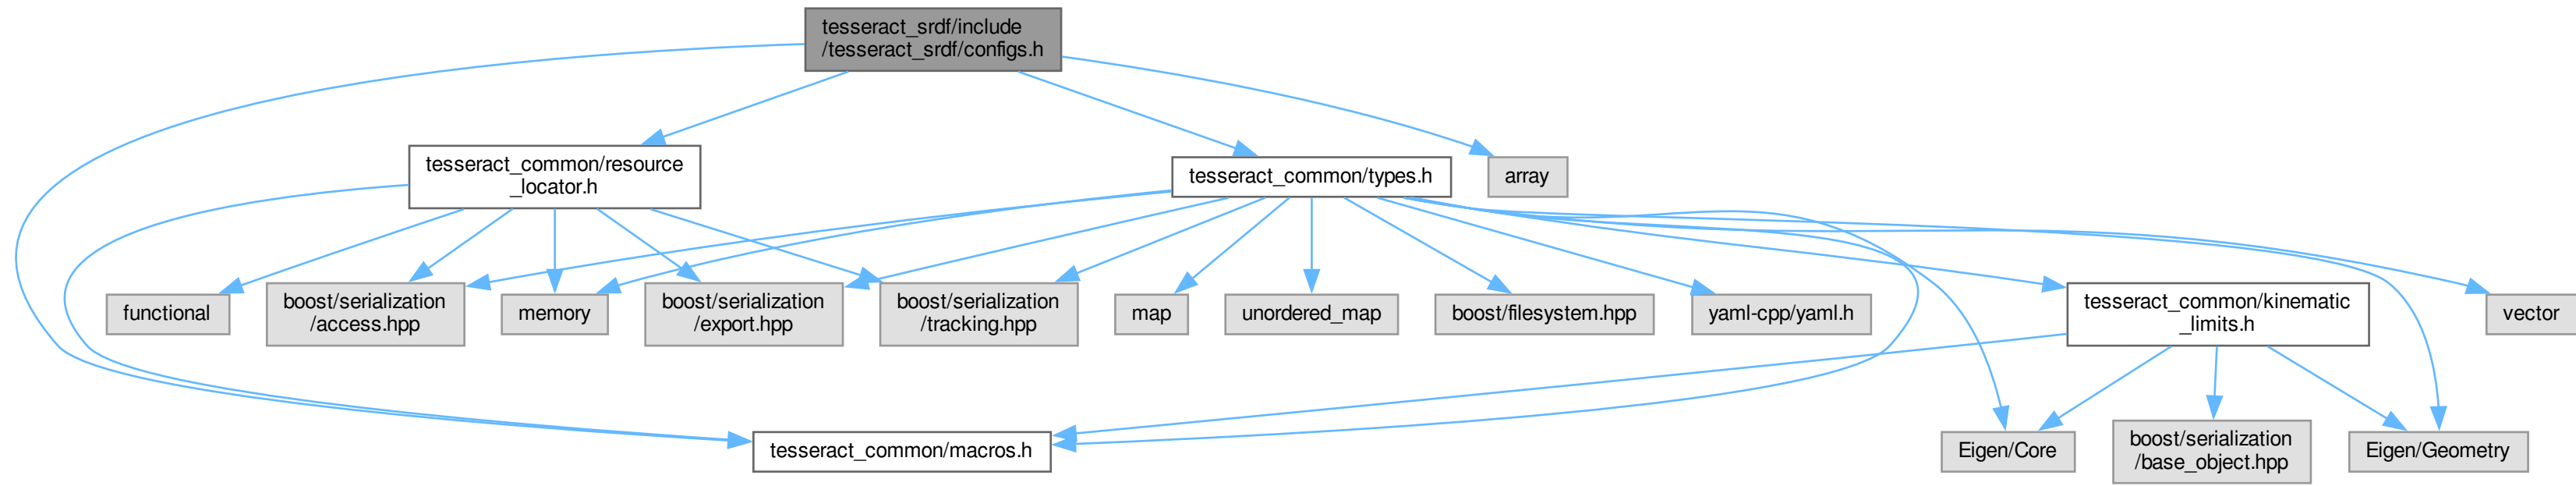 tesseract_srdf/include
/tesseract_srdf/configs.h
tesseract_common/resource
_locator.h
tesseract_common/types.h
array
functional
boost/serialization
/access.hpp
memory
boost/serialization
/export.hpp
boost/serialization
/tracking.hpp
map
unordered_map
boost/filesystem.hpp
yaml-cpp/yaml.h
tesseract_common/kinematic
_limits.h
vector
tesseract_common/macros.h
Eigen/Core
boost/serialization
/base_object.hpp
Eigen/Geometry